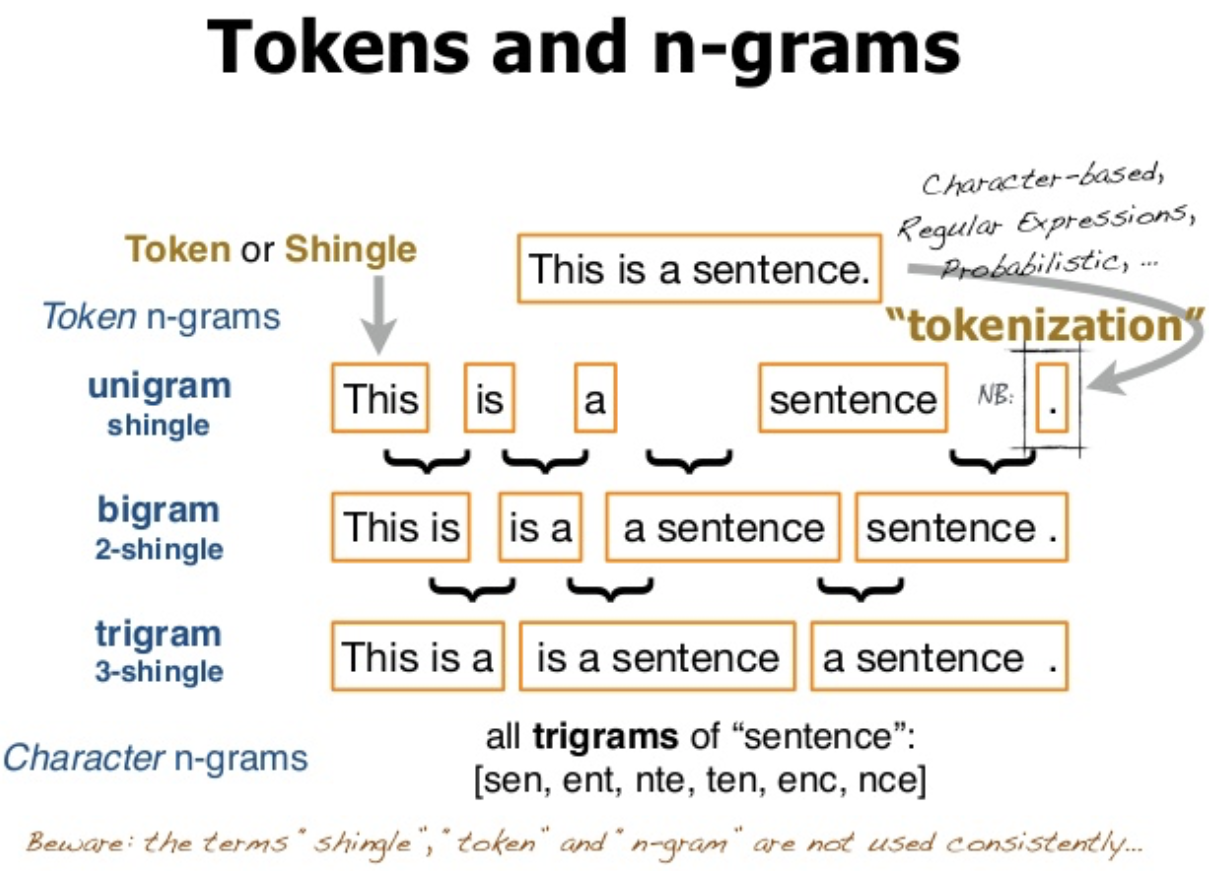 Tokens and n-grams
Character-based,
Regular Expressions,
Probabilistic, ...
Token or Shingle
This is a sentence.
Token n-grams
“tokenization”
unigram
shingle
This is a sentence NB: .
bigram
2-shingle
This is is a a sentence sentence .
trigram
3-shingle
This is a is a sentence a sentence .
Character n-grams
all trigrams of “sentence”:
[sen, ent, nte, ten, enc, nce]
Beware: the terms "shingle", "token" and "n-gram" are not used consistently...